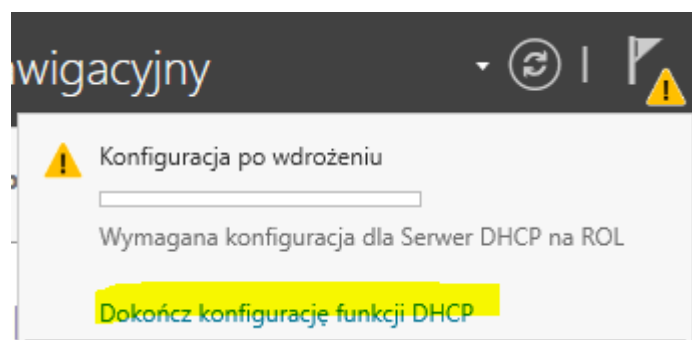 wigacyjny
Konfiguracja po wdrożeniu
Wymagana konfiguracja dla Serwer DHCP na ROL
Dokończ konfigurację funkcji DHCP